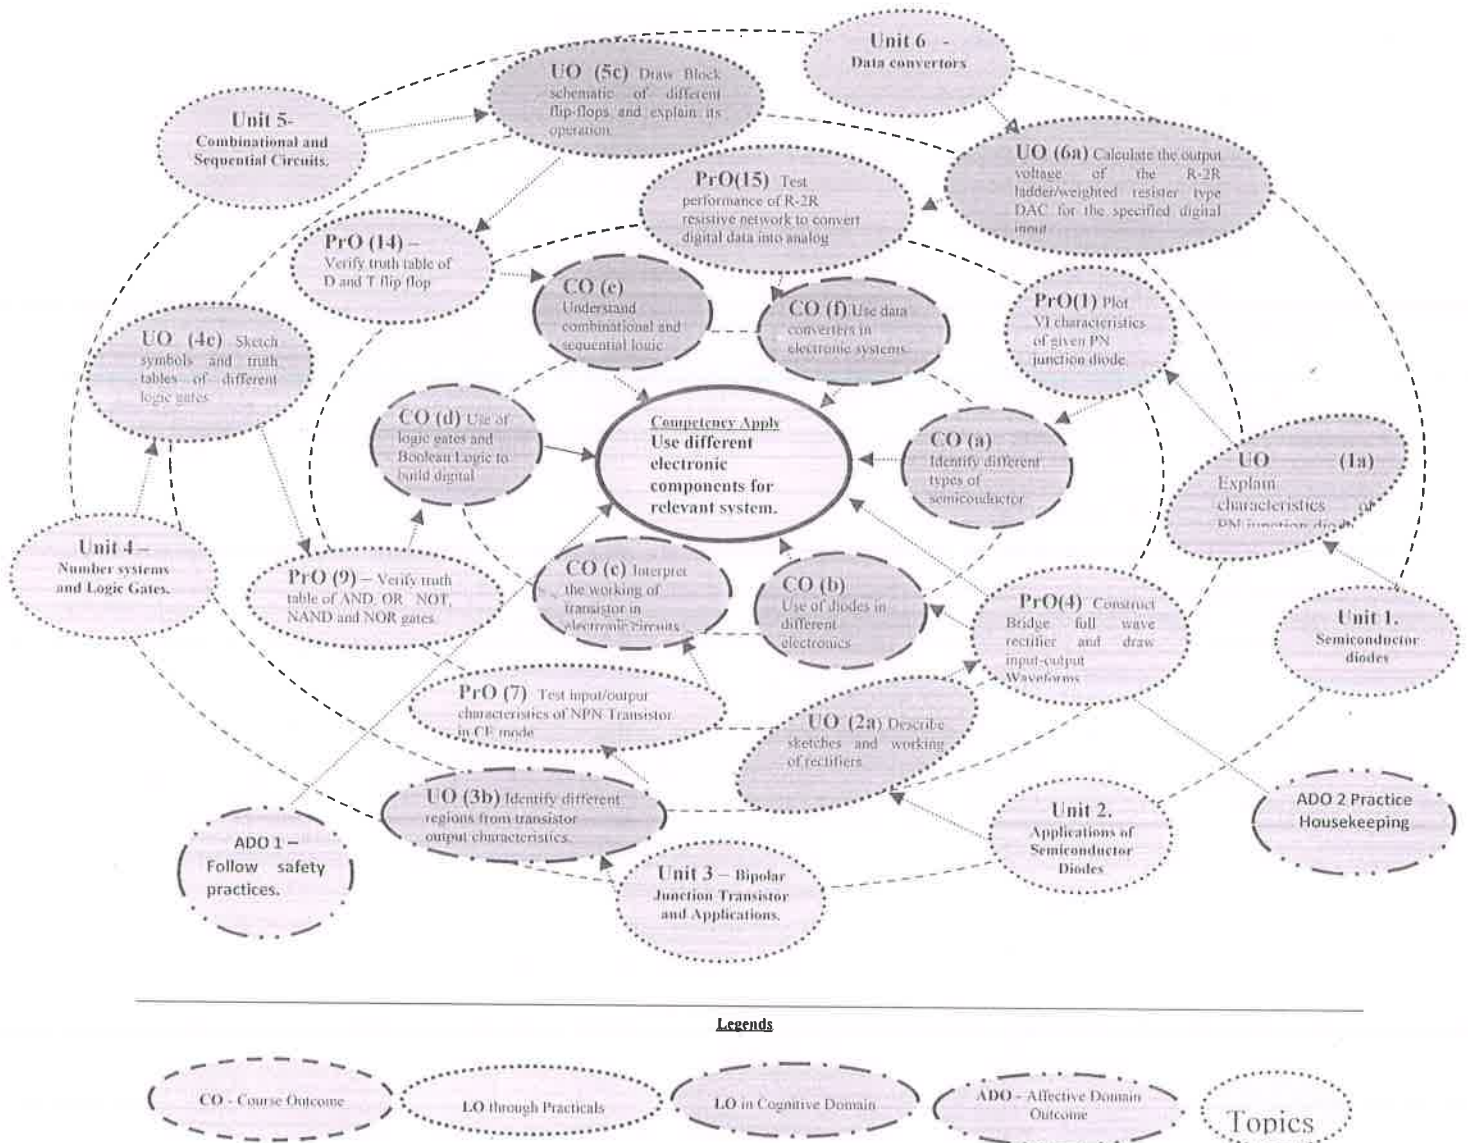 Unit 6 -
Data convertors
UO (5c) Draw Block
schematic of different
flip-flops and explain its
operation.
Unit 5-
Combinational and
Sequential Circuits.
UO (6a) Calculate the output
voltage of the R-2R
ladder/weighted resister type
DAC for the specified digital
input
PrO(15) Test
performance of R-2R
resistive network to convert
digital data into analog
PrO (14) –
Verify truth table of
D and T flip flop
CO (e)
Understand
combinational and
sequential logic
CO (f) Use data
converters in
electronic systems.
PrO(1) Plot
VI characteristics
of given PN
junction diode.
UO (4c) Sketch
symbols and truth
tables of different
logic gates
CO (d) Use of
logic gates and
Boolean Logic to
build digital
Competency Apply
Use different
electronic
components for
relevant system.
CO (a)
Identify different
types of
semiconductor
UO (1a)
Explain
characteristics of
PN junction diode
Unit 4 –
Number systems
and Logic Gates.
PrO (9) – Verify truth
table of AND, OR NOT,
NAND and NOR gates.
CO (c) Interpret
the working of
transistor in
electronic circuits
CO (b)
Use of diodes in
different
electronics
PrO(4) Construct
Bridge full wave
rectifier and draw
input-output
Waveforms
Unit 1.
Semiconductor
diodes
PrO (7) Test input/output
characteristics of NPN Transistor
in CE mode
UO (2a) Describe
sketches and working
of rectifiers
UO (3b) Identify different
regions from transistor
output characteristics.
Unit 2.
Applications of
Semiconductor
Diodes
ADO 2 Practice
Housekeeping
ADO 1 –
Follow safety
practices.
Unit 3 – Bipolar
Junction Transistor
and Applications.
Legends
CO - Course Outcome
LO through Practicals
LO in Cognitive Domain
ADO - Affective Domain
Outcome
Topics